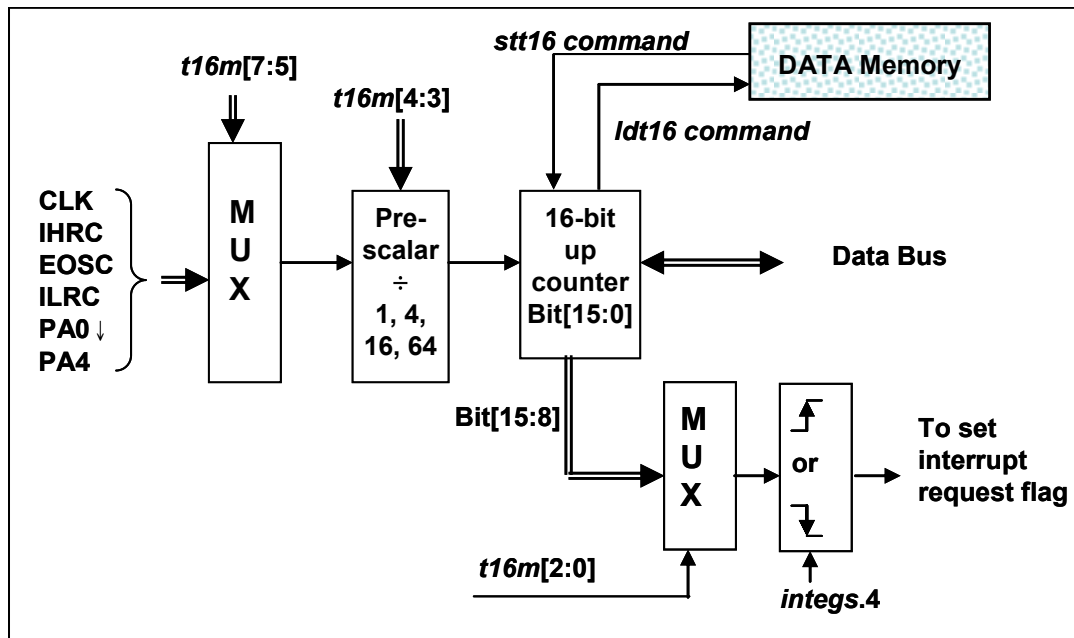 stt16 command
DATA Memory
t16m[7:5]
t16m[4:3]
ldt16 command
CLK
IHRC
EOSC
ILRC
PA0 ↓
PA4
M
U
X
Pre-
scalar
÷
1, 4,
16, 64
16-bit
up
counter
Bit[15:0]
Data Bus
Bit[15:8]
M
U
X
or
To set
interrupt
request flag
t16m[2:0]
integs.4